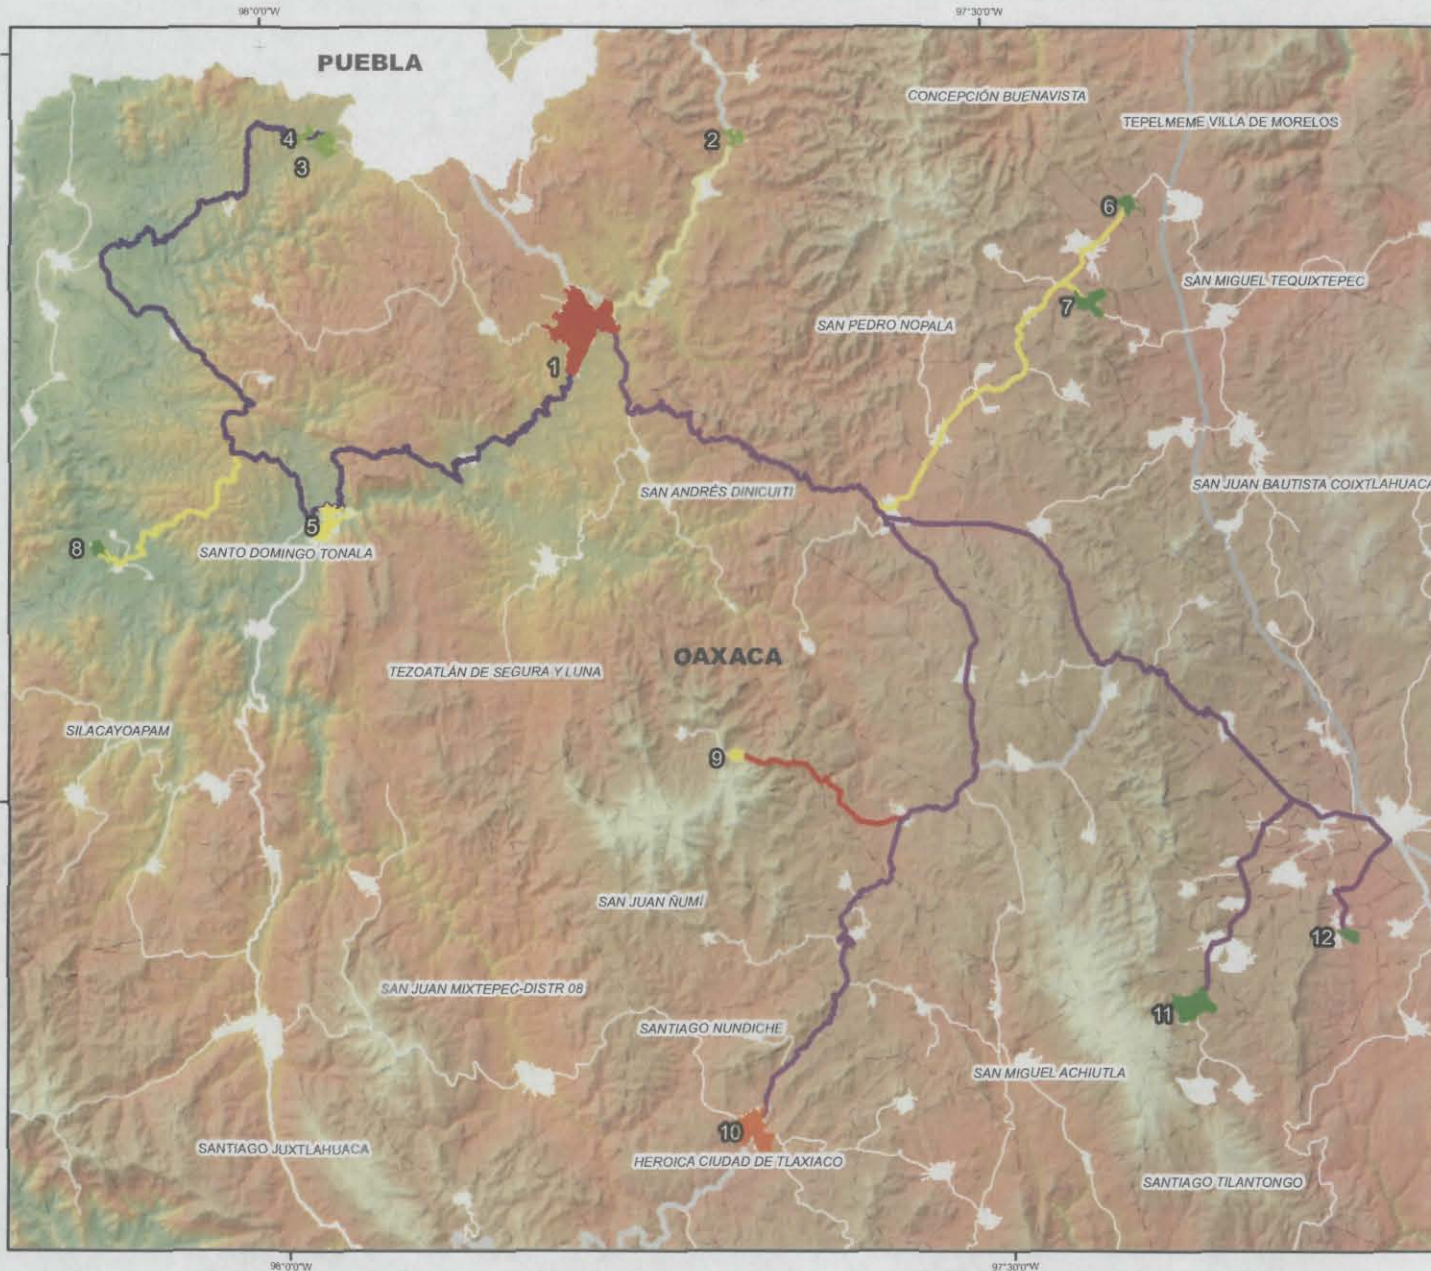 98°0'0"W
97°30'0"W
PUEBLA
CONCEPCIÓN BUENAVISTA
TEPELMEME VILLA DE MORELOS
4
3
2
6
SAN MIGUEL TEQUIXTEPEC
7
SAN PEDRO NOPALA
1
SAN ANDRÉS DINICUITI
SAN JUAN BAUTISTA COIXTLAHUACA
5
8
SANTO DOMINGO TONALA
OAXACA
TEZOATLÁN DE SEGURA Y LUNA
SILACAYOAPAM
9
SAN JUAN ÑUMÍ
12
SAN JUAN MIXTEPEC-DISTR 08
11
SANTIAGO NUNDICHE
SAN MIGUEL ACHIUTLA
10
SANTIAGO JUXTLAHUACA
HEROICA CIUDAD DE TLAXIACO
SANTIAGO TILANTONGO
98°0'0"W
97°30'0"W